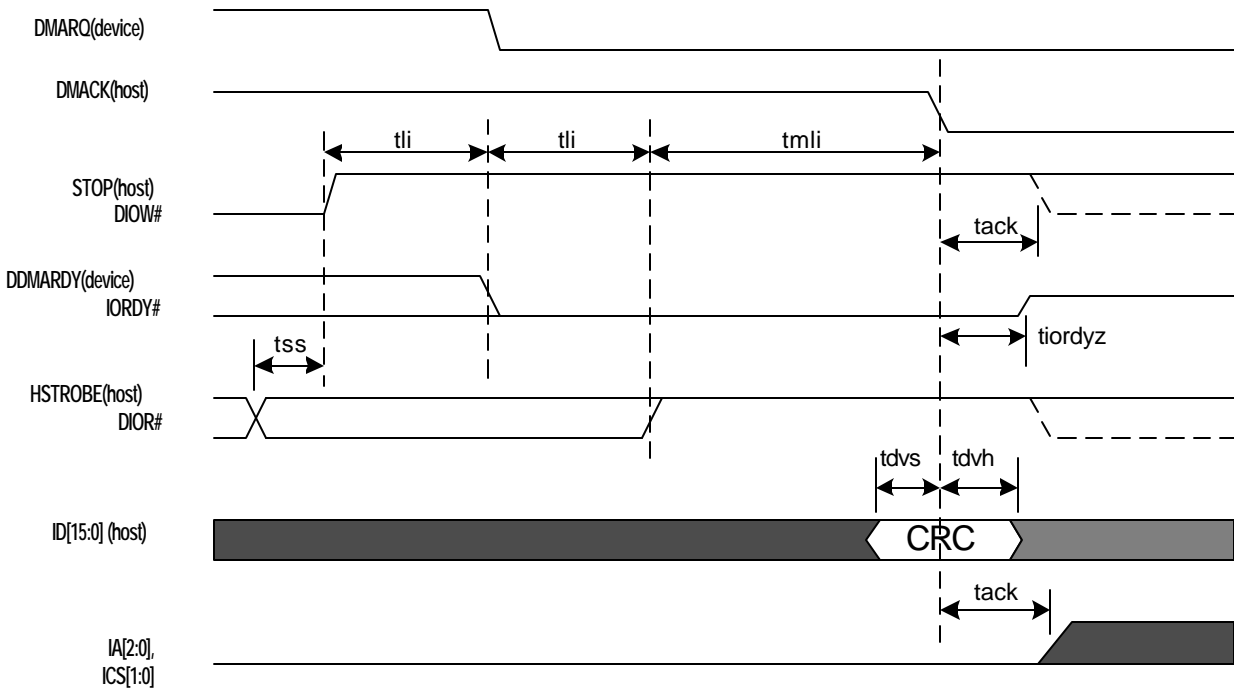 DMARQ(device)
DMACK(host)
tli
tli
tmli
STOP(host)
DIOW#
tack
DDMARDY(device)
IORDY#
tss
tiordyz
HSTROBE(host)
DIOR#
tdvs
tdvh
ID[15:0] (host)
CRC
tack
IA[2:0],
ICS[1:0]